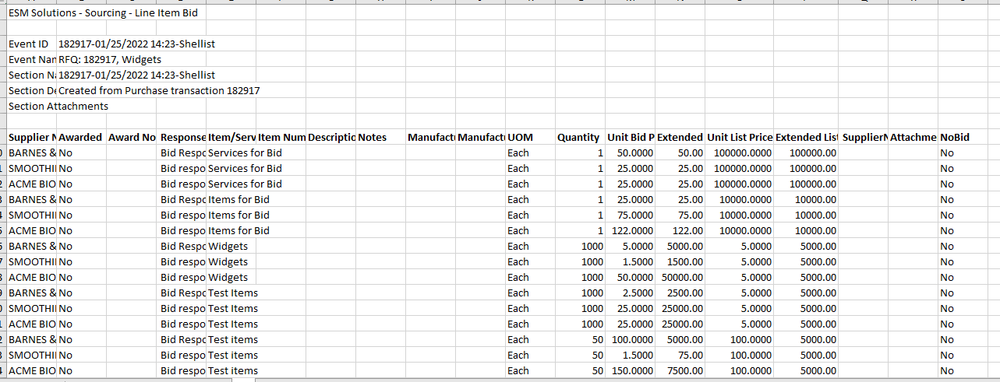 ESM Solutions - Sourcing - Line Item Bid
Event ID 182917-01/25/2022 14:23-Shellist
Event Nan RFQ: 182917, Widgets
Section Na 182917-01/25/2022 14:23-Shellist
Section De Created from Purchase transaction 182917
Section Attachments
Supplier N Awarded Award No Response Item/Serv Item Num Descriptio Notes Manufactu Manufactu UOM Quantity Unit Bid P Extended Unit List Price Extended List SupplierN Attachme NoBid
BARNES & No Bid Respo Services for Bid Each 1 50.0000 50.00 100000.0000 100000.00 No
SMOOTHII No Bid respo Services for Bid Each 1 25.0000 25.00 100000.0000 100000.00 No
ACME BIO No Bid respo Services for Bid Each 1 25.0000 25.00 100000.0000 100000.00 No
BARNES & No Bid Respo Items for Bid Each 1 25.0000 25.00 10000.0000 10000.00 No
SMOOTHII No Bid respo Items for Bid Each 1 75.0000 75.00 10000.0000 10000.00 No
ACME BIO No Bid respo Items for Bid Each 1 122.0000 122.00 10000.0000 10000.00 No
BARNES & No Bid Respo Widgets Each 1000 5.0000 5000.00 5.0000 5000.00 No
SMOOTHII No Bid respo Widgets Each 1000 1.5000 1500.00 5.0000 5000.00 No
ACME BIO No Bid respo Widgets Each 1000 50.0000 50000.00 5.0000 5000.00 No
BARNES & No Bid Respo Test Items Each 1000 2.5000 2500.00 5.0000 5000.00 No
SMOOTHII No Bid respo Test Items Each 1000 25.0000 25000.00 5.0000 5000.00 No
ACME BIO No Bid respo Test Items Each 1000 25.0000 25000.00 5.0000 5000.00 No
BARNES & No Bid Respo Test items Each 50 100.0000 5000.00 100.0000 5000.00 No
SMOOTHII No Bid respo Test items Each 50 1.5000 75.00 100.0000 5000.00 No
ACME BIO No Bid respo Test items Each 50 150.0000 7500.00 100.0000 5000.00 No